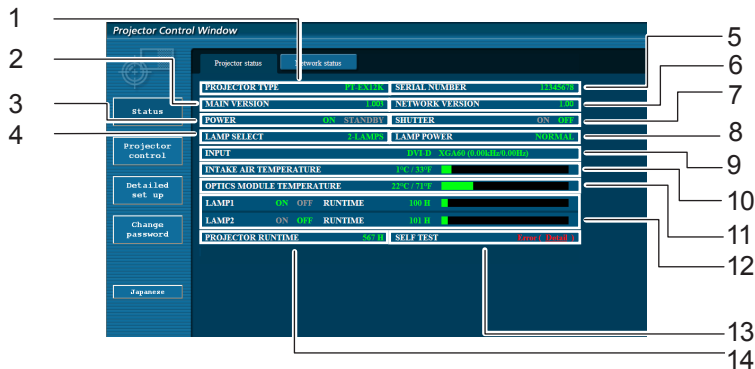 Projector Control Window
Projector status Network status
PROJECTOR TYPE PT-EX12K SERIAL NUMBER 12345678
MAIN VERSION 1.003 NETWORK VERSION 1.00
POWER ON STANDBY SHUTTER ON OFF
LAMP SELECT 2-LAMPS LAMP POWER NORMAL
INPUT DVI-D XGA60 (0.00kHz/0.00Hz)
INTAKE AIR TEMPERATURE 1°C / 33°F
OPTICS MODULE TEMPERATURE 22°C / 71°F
LAMP1 ON OFF RUNTIME 100 H
LAMP2 ON OFF RUNTIME 101 H
PROJECTOR RUNTIME 567 H SELF TEST Error ( Detail )
Status
Projector
control
Detailed
set up
Change
password
Japanese
1
2
3
4
5
6
7
8
9
10
11
12
13
14